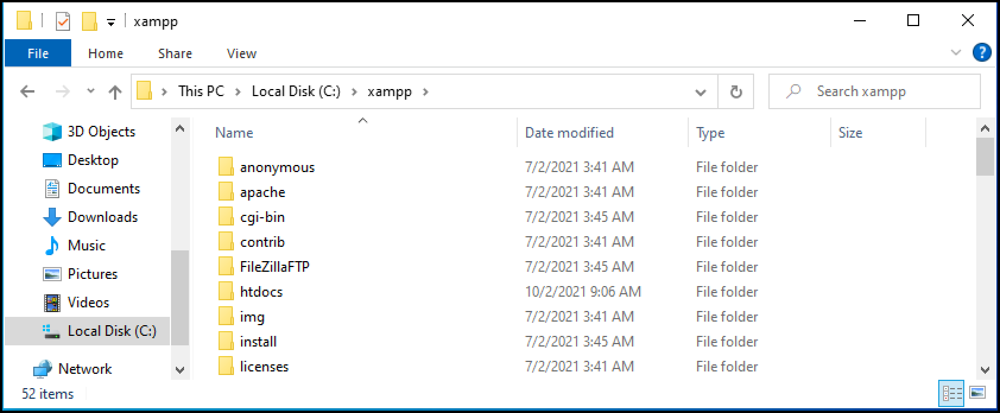 xampp
File Home Share View ?
This PC Local Disk (C:) xampp Search xampp
3D Objects
Desktop
Documents
Downloads
Music
Pictures
Videos
Local Disk (C:)
Network
Name Date modified Type Size
anonymous 7/2/2021 3:41 AM File folder
apache 7/2/2021 3:41 AM File folder
cgi-bin 7/2/2021 3:45 AM File folder
contrib 7/2/2021 3:41 AM File folder
FileZillaFTP 7/2/2021 3:45 AM File folder
htdocs 10/2/2021 9:06 AM File folder
img 7/2/2021 3:41 AM File folder
install 7/2/2021 3:45 AM File folder
licenses 7/2/2021 3:41 AM File folder
52 items